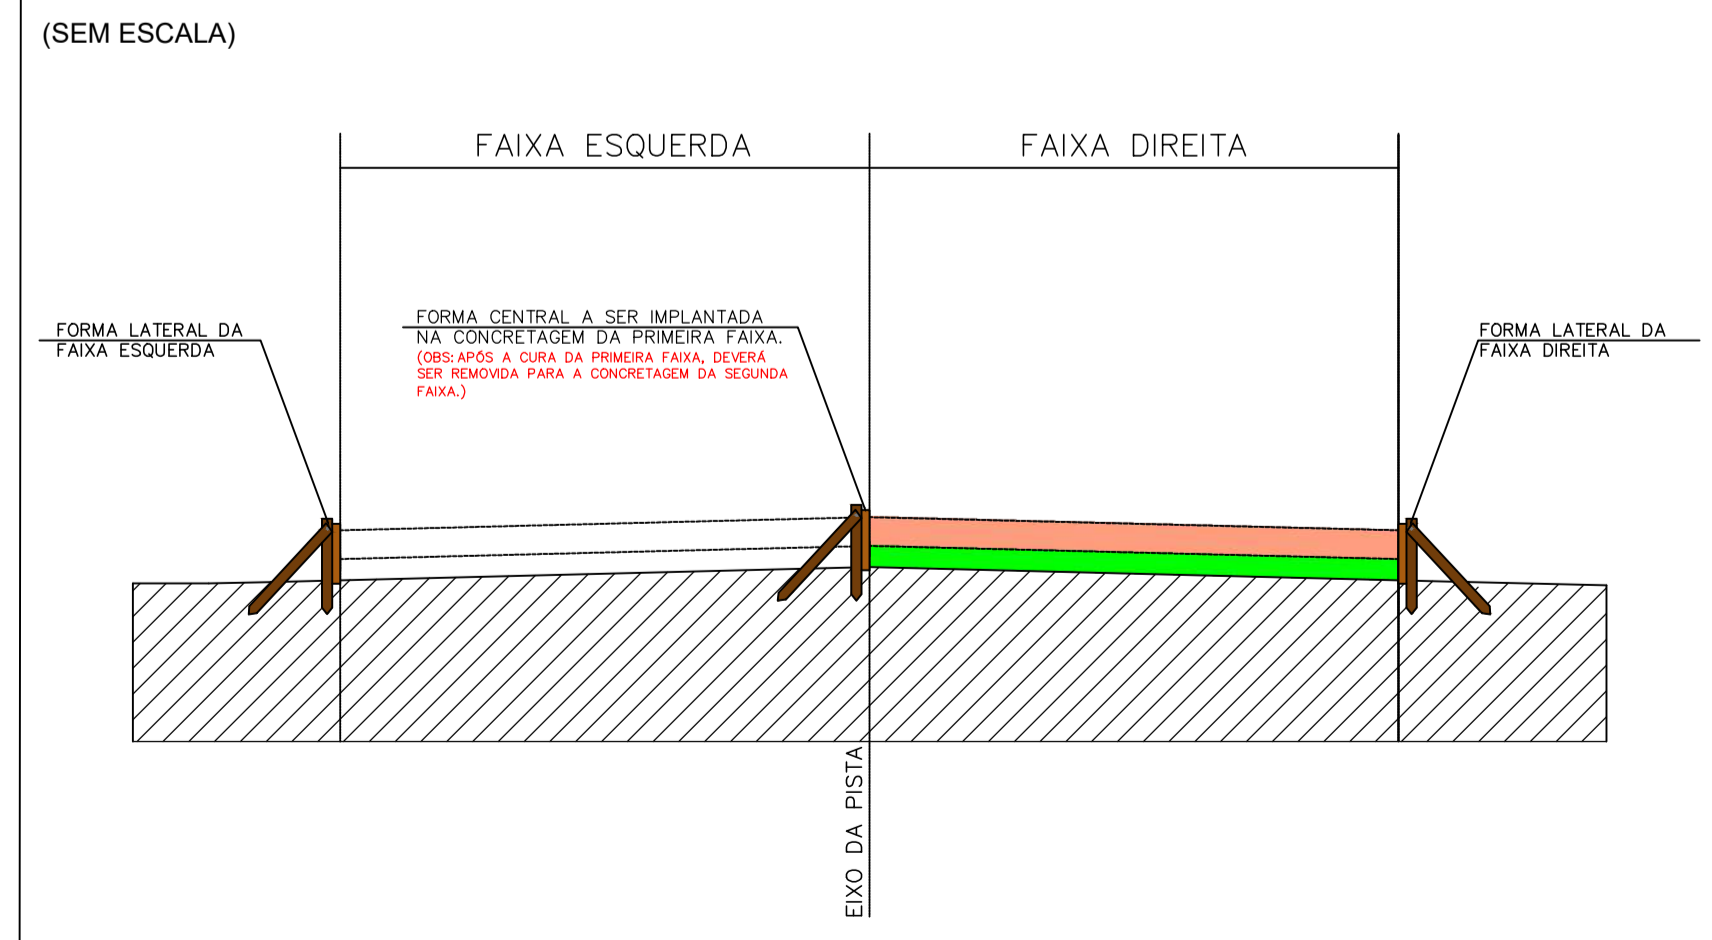 (SEM ESCALA)
FAIXA ESQUERDA
FAIXA DIREITA
FORMA LATERAL DA
FAIXA ESQUERDA
FORMA CENTRAL A SER IMPLANTADA
NA CONCRETAGEM DA PRIMEIRA FAIXA.
(OBS: APÓS A CURA DA PRIMEIRA FAIXA, DEVERÁ
SER REMOVIDA PARA A CONCRETAGEM DA SEGUNDA
FAIXA.)
FORMA LATERAL DA
FAIXA DIREITA
EIXO DA PISTA